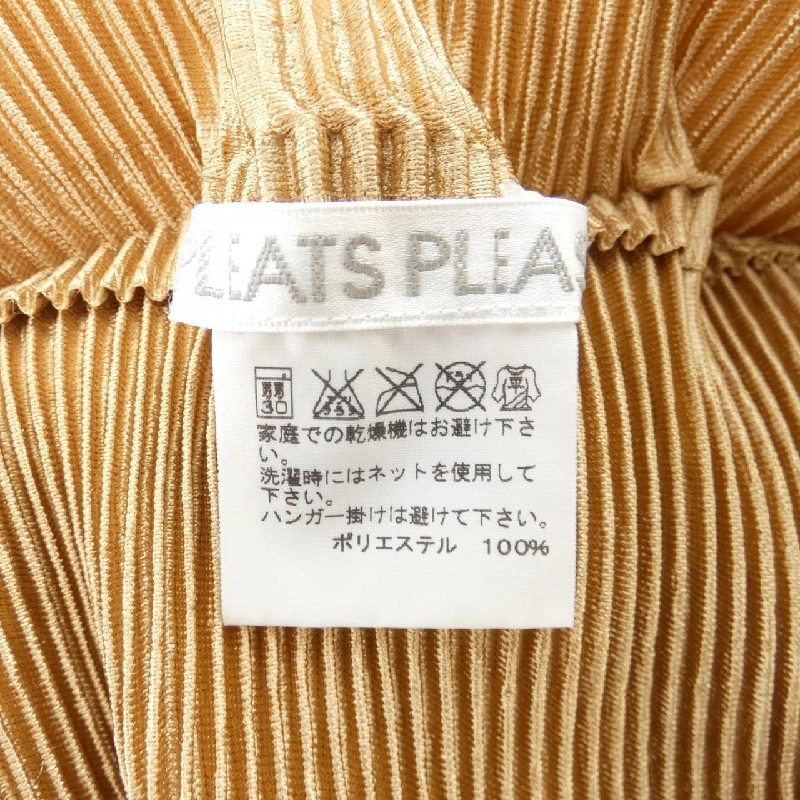 PLEATS PLEAS
家庭での乾燥機はお避け下さ
い。
洗濯時にはネットを使用して
下さい。
ハンガー掛けは避けて下さい。
ポリエステル 100%